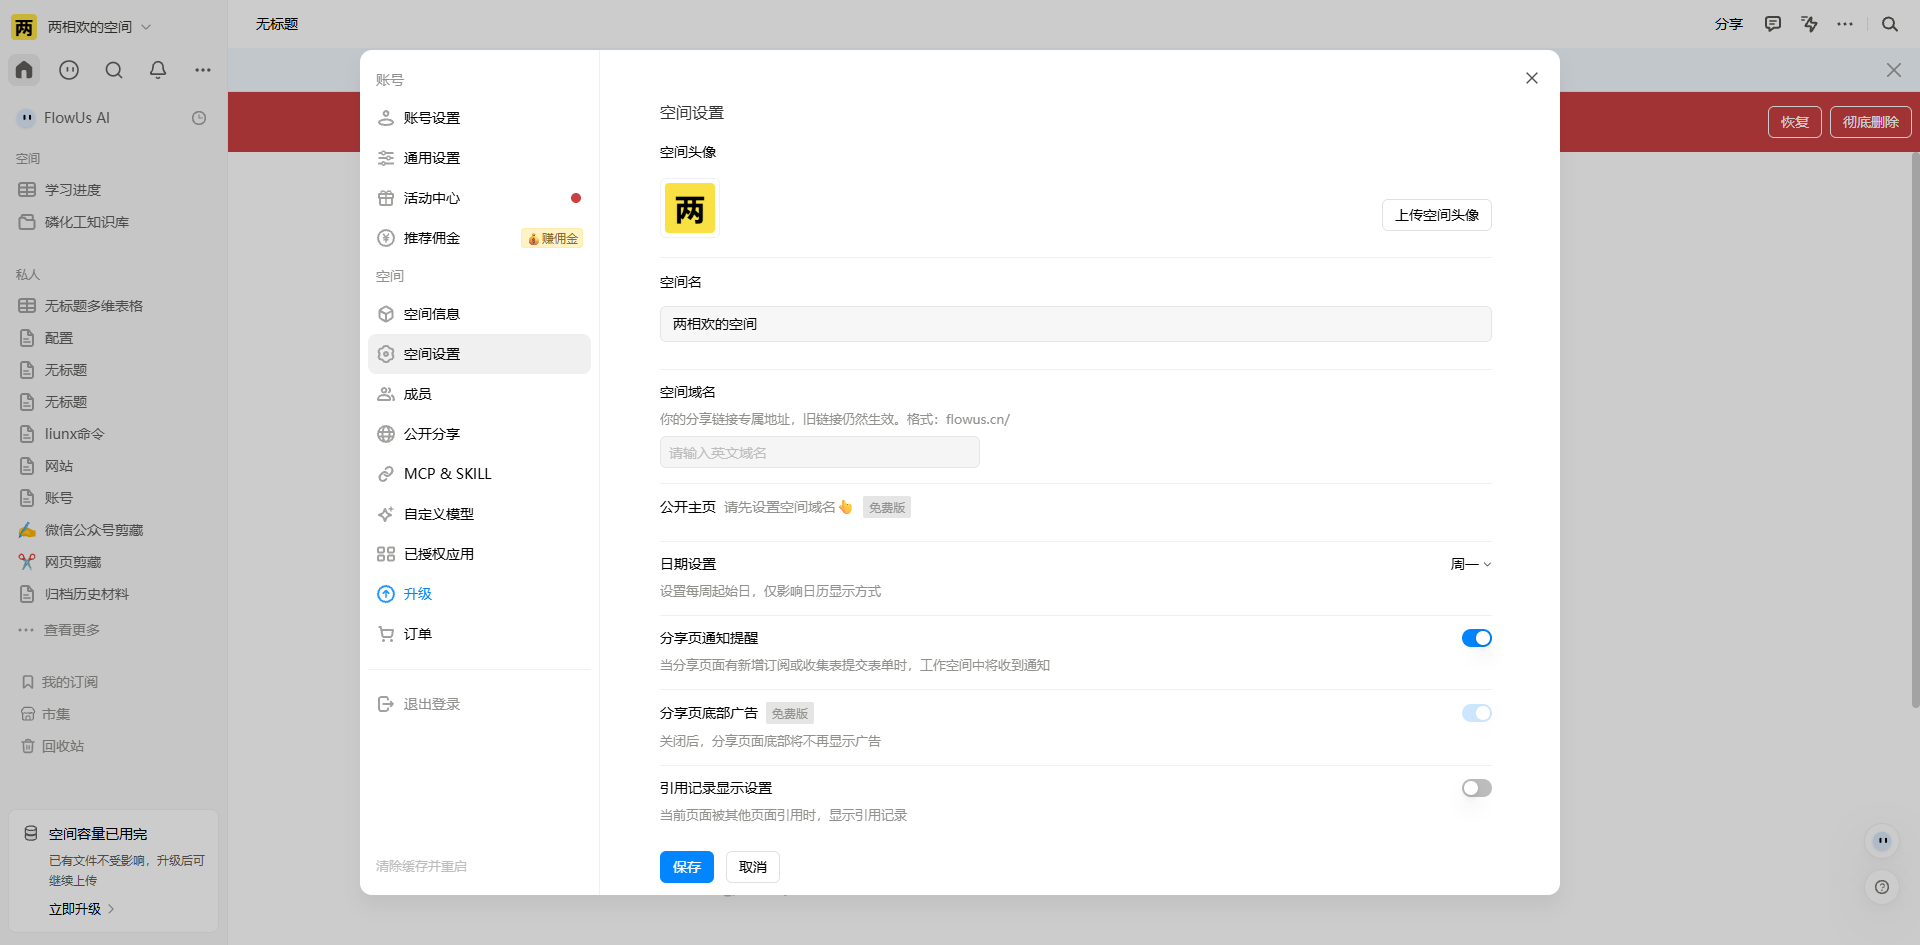 两 两相欢的空间
FlowUs AI
空间
学习进度
磷化工知识库
私人
无标题多维表格
配置
无标题
无标题
liunx命令
网站
账号
微信公众号剪藏
网页剪藏
归档历史材料
查看更多
我的订阅
市集
回收站
空间容量已用完
已有文件不受影响，升级后可
继续上传
立即升级
无标题
分享
恢复
彻底删除
账号
账号设置
通用设置
活动中心
推荐佣金
赚佣金
空间
空间信息
空间设置
成员
公开分享
MCP & SKILL
自定义模型
已授权应用
升级
订单
退出登录
清除缓存并重启
空间设置
空间头像
两
上传空间头像
空间名
两相欢的空间
空间域名
你的分享链接专属地址，旧链接仍然生效。格式：flowus.cn/
请输入英文域名
公开主页 请先设置空间域名 免费版
日期设置
周一
设置每周起始日，仅影响日历显示方式
分享页通知提醒
当分享页面有新增订阅或收集表提交表单时，工作空间中将收到通知
分享页底部广告 免费版
关闭后，分享页面底部将不再显示广告
引用记录显示设置
当前页面被其他页面引用时，显示引用记录
保存
取消